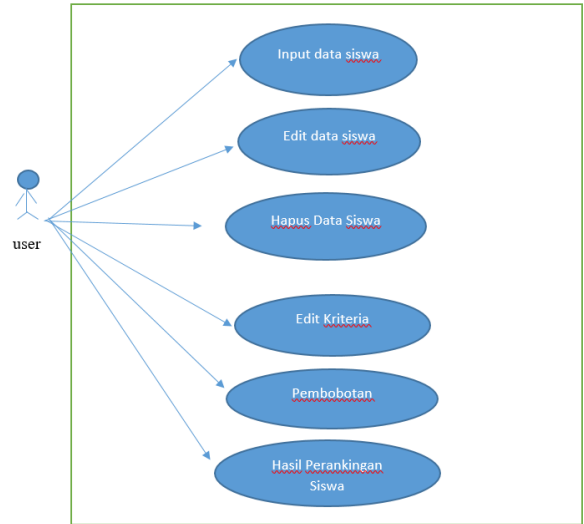 Input data siswa
Edit data siswa
Hapus Data Siswa
user
Edit Kriteria
Pembobotan
Hasil Perankingan
Siswa